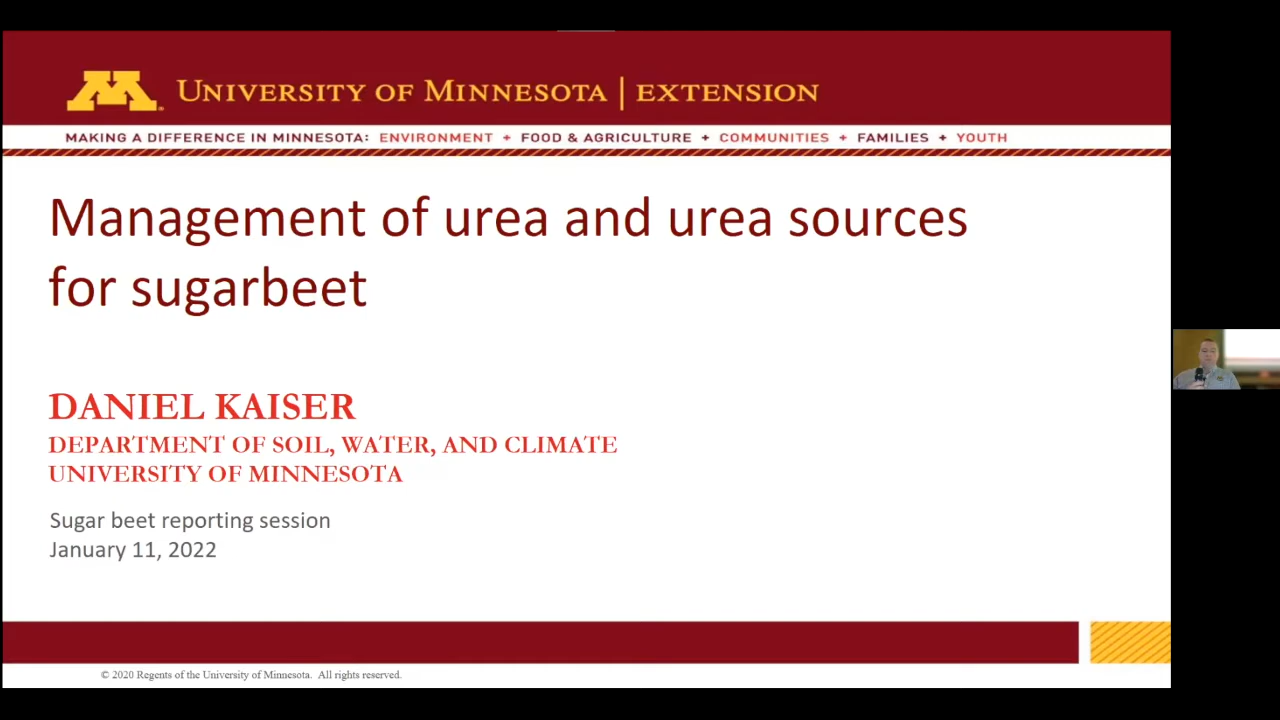 UNIVERSITY OF MINNESOTA | EXTENSION
MAKING A DIFFERENCE IN MINNESOTA: ENVIRONMENT + FOOD & AGRICULTURE + COMMUNITIES + FAMILIES + YOUTH
Management of urea and urea sources
for sugarbeet
DANIEL KAISER
DEPARTMENT OF SOIL, WATER, AND CLIMATE
UNIVERSITY OF MINNESOTA
Sugar beet reporting session
January 11, 2022
© 2020 Regents of the University of Minnesota. All rights reserved.